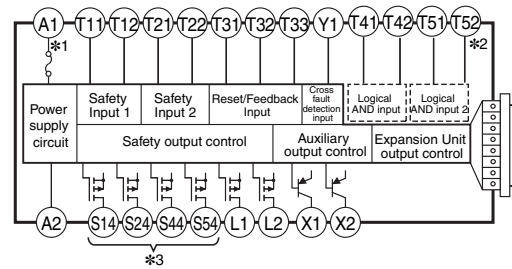 A1 T11 T12 T21 T22 T31 T32 T33 Y1 T41 T42 T51 T52
*1 *2
Power supply circuit
Safety Input 1
Safety Input 2
Reset/Feedback Input
Cross fault detection input
Logical AND input
Logical AND input 2
Safety output control
Auxiliary output control
Expansion Unit output control
A2 S14 S24 S44 S54 L1 L2 X1 X2
*3